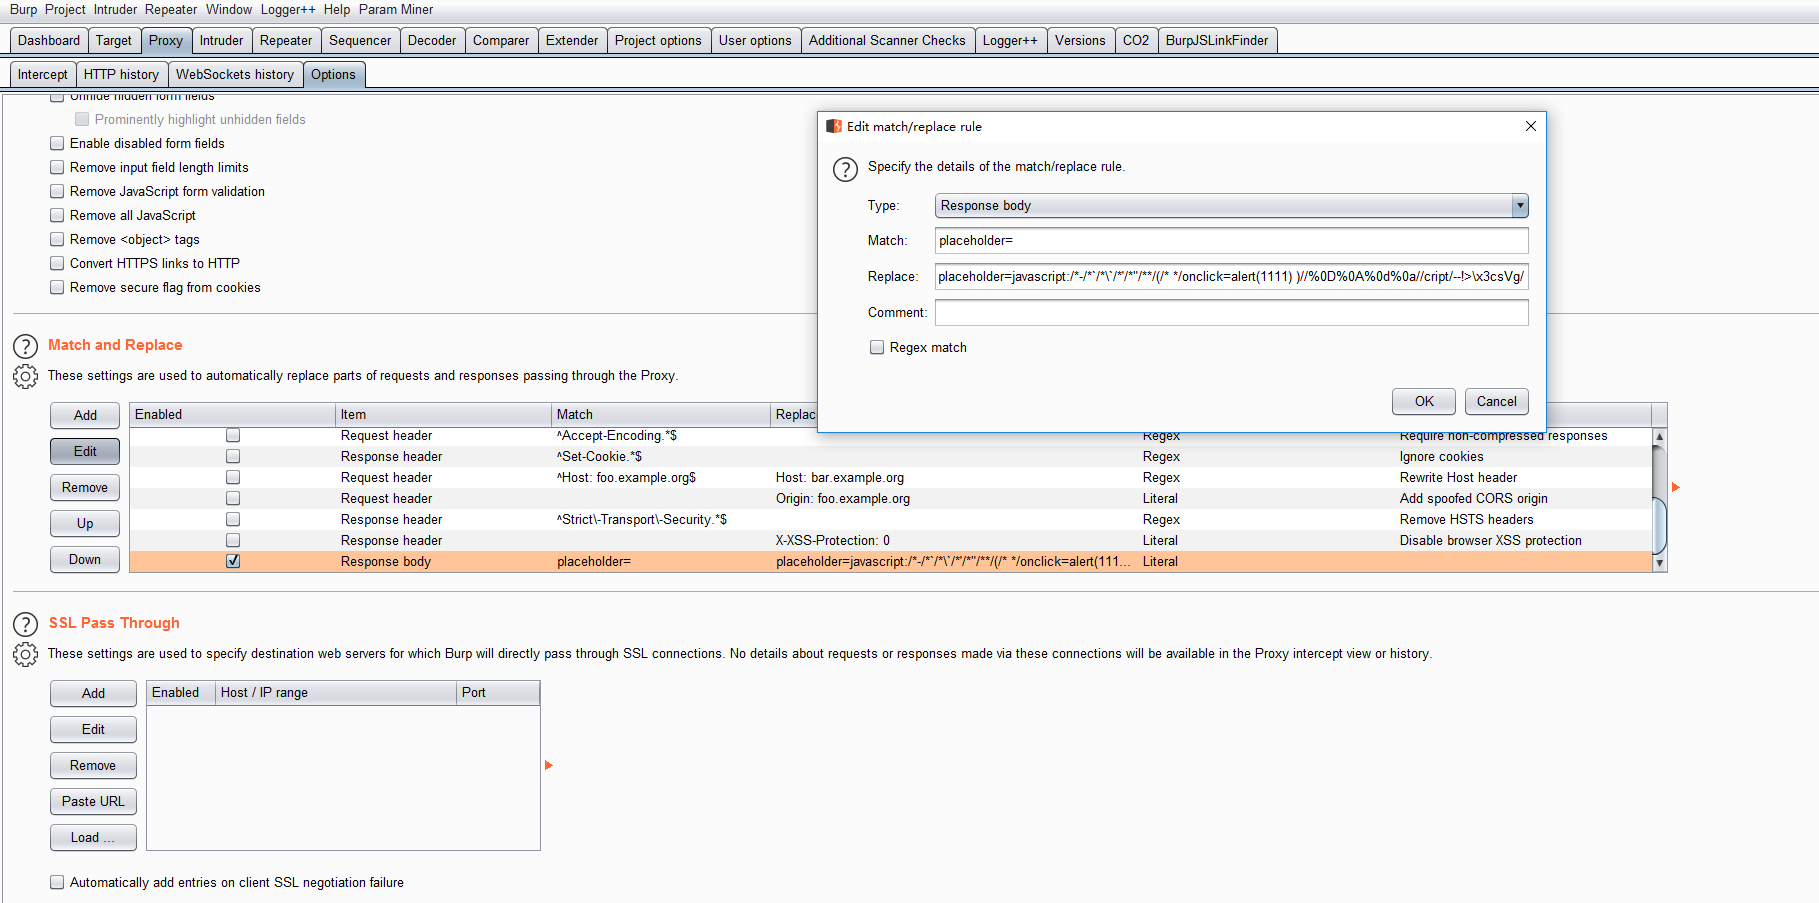 Burp Project Intruder Repeater Window Logger++ Help Param Miner
Dashboard Target Proxy Intruder Repeater Sequencer Decoder Comparer Extender Project options User options Additional Scanner Checks Logger++ Versions CO2 BurpJSLinkFinder
Intercept HTTP history WebSockets history Options
Unhide hidden form fields
Prominently highlight unhidden fields
Enable disabled form fields
Remove input field length limits
Remove JavaScript form validation
Remove all JavaScript
Remove <object> tags
Convert HTTPS links to HTTP
Remove secure flag from cookies
Edit match/replace rule
Specify the details of the match/replace rule.
Type: Response body
Match: placeholder=
Replace: placeholder=javascript:/*-/*`/*\`/*'/*"/**/(/* */onclick=alert(1111) )//%0D%0A%0d%0a//cript/--!>\x3csVg/
Comment:
Regex match
OK Cancel
Match and Replace
These settings are used to automatically replace parts of requests and responses passing through the Proxy.
Add
Edit
Remove
Up
Down
Enabled Item Match Replac
Request header ^Accept-Encoding.*$ Regex Require non-compressed responses
Response header ^Set-Cookie.*$ Regex Ignore cookies
Request header ^Host: foo.example.org$ Host: bar.example.org Regex Rewrite Host header
Request header Origin: foo.example.org Literal Add spoofed CORS origin
Response header ^Strict\-Transport\-Security.*$ Regex Remove HSTS headers
Response header X-XSS-Protection: 0 Literal Disable browser XSS protection
Response body placeholder= placeholder=javascript:/*-/*`/*\`/*'/*"/**/(/* */onclick=alert(111... Literal
SSL Pass Through
These settings are used to specify destination web servers for which Burp will directly pass through SSL connections. No details about requests or responses made via these connections will be available in the Proxy intercept view or history.
Add
Edit
Remove
Paste URL
Load ...
Enabled Host / IP range Port
Automatically add entries on client SSL negotiation failure